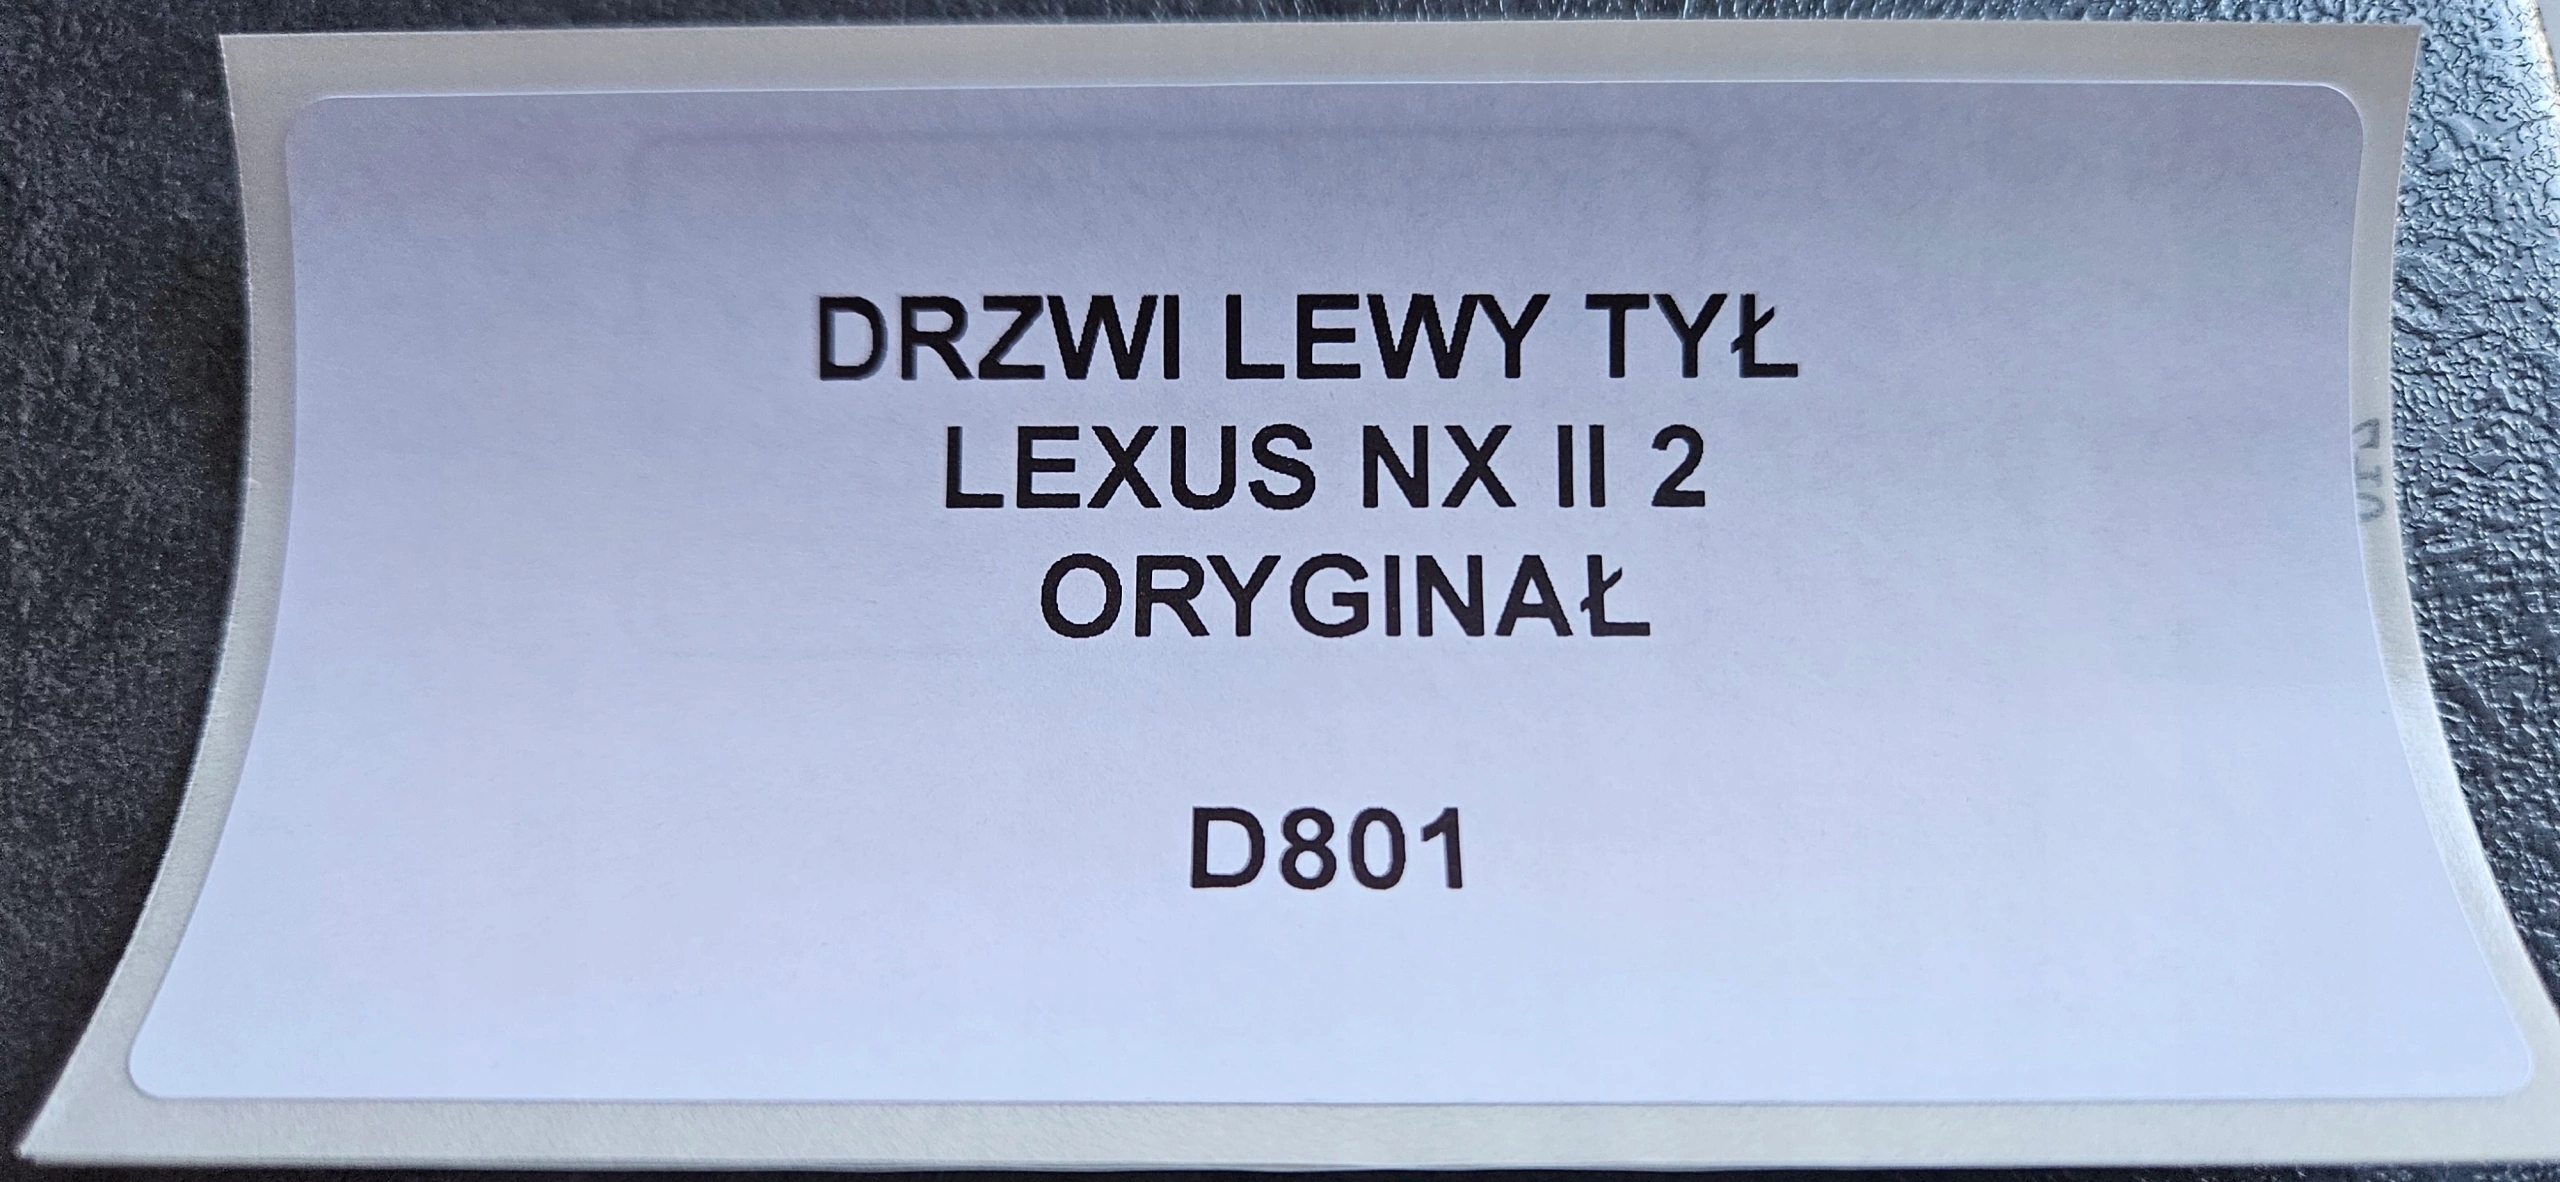 DRZWI LEWY TYŁ
LEXUS NX II 2
ORYGINAŁ
D801